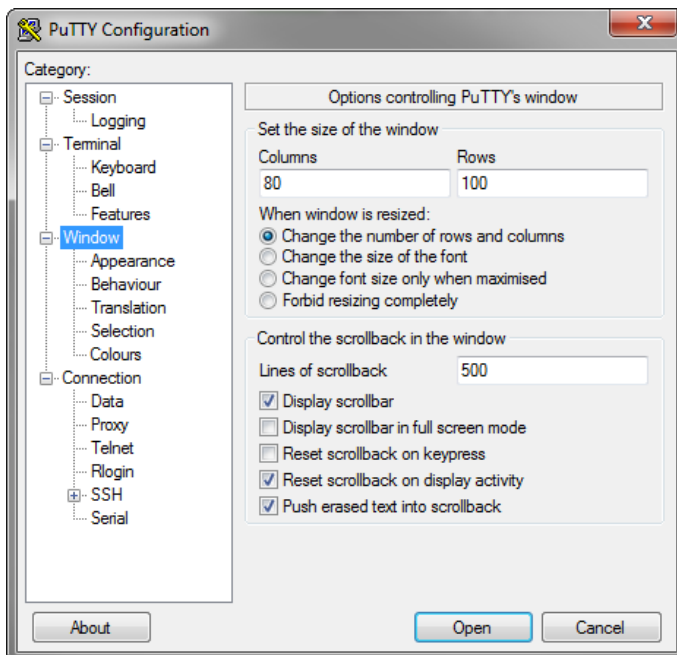 PuTTY Configuration
X
Category:
Session
Logging
Terminal
Keyboard
Bell
Features
Window
Appearance
Behaviour
Translation
Selection
Colours
Connection
Data
Proxy
Telnet
Rlogin
SSH
Serial
Options controlling PuTTY's window
Set the size of the window
Columns Rows
80 100
When window is resized:
Change the number of rows and columns
Change the size of the font
Change font size only when maximised
Forbid resizing completely
Control the scrollback in the window
Lines of scrollback 500
Display scrollbar
Display scrollbar in full screen mode
Reset scrollback on keypress
Reset scrollback on display activity
Push erased text into scrollback
About Open Cancel